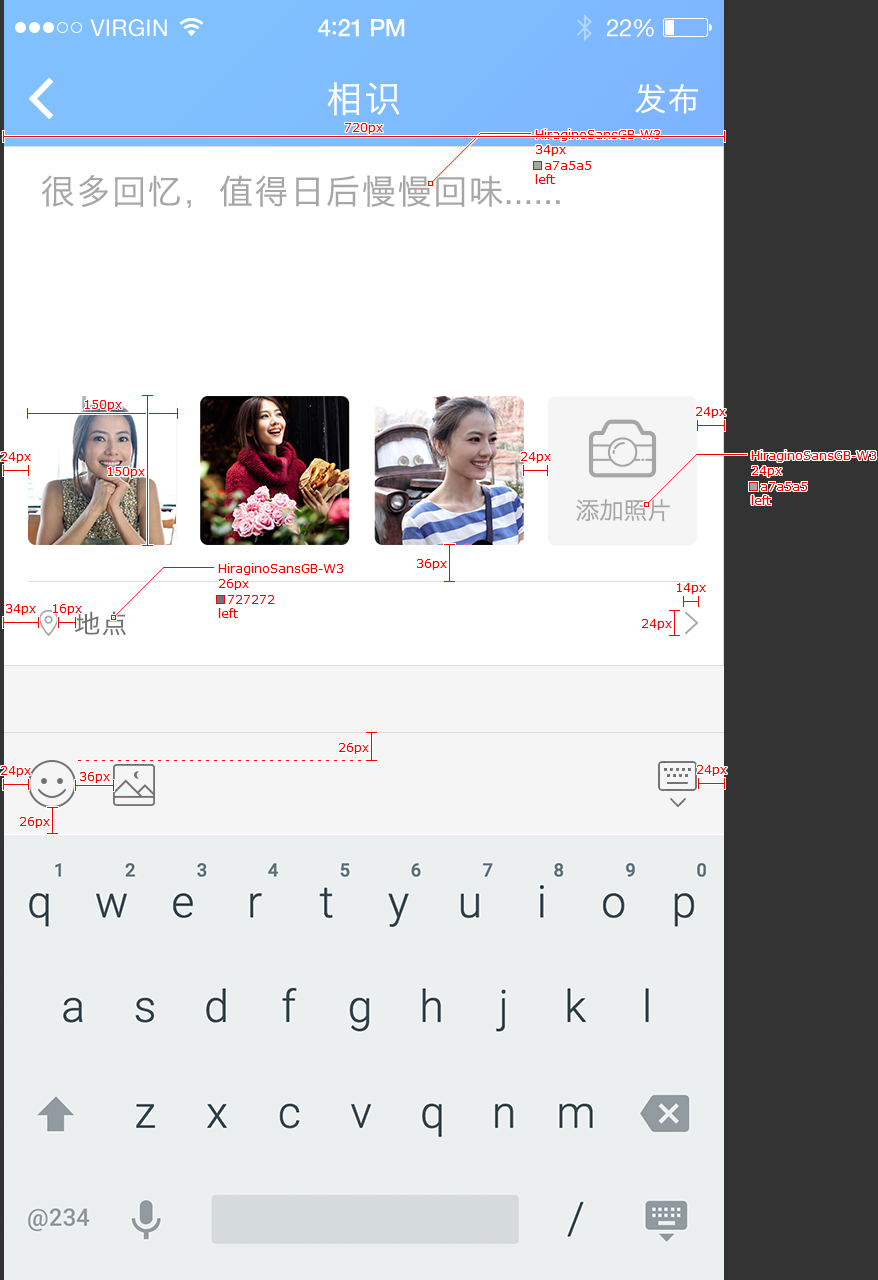 VIRGIN 4:21 PM 22%
相识 发布
720px
HiraginoSansGB-W3
34px
a7a5a5
left
很多回忆，值得日后慢慢回味......
150px
150px
24px
24px
24px
添加照片
HiraginoSansGB-W3
24px
a7a5a5
left
36px
HiraginoSansGB-W3
26px
727272
left
34px
16px
地点
14px
24px
26px
24px
36px
24px
26px
1 2 3 4 5 6 7 8 9 0
q w e r t y u i o p
a s d f g h j k l
z x c v q n m
@234 /